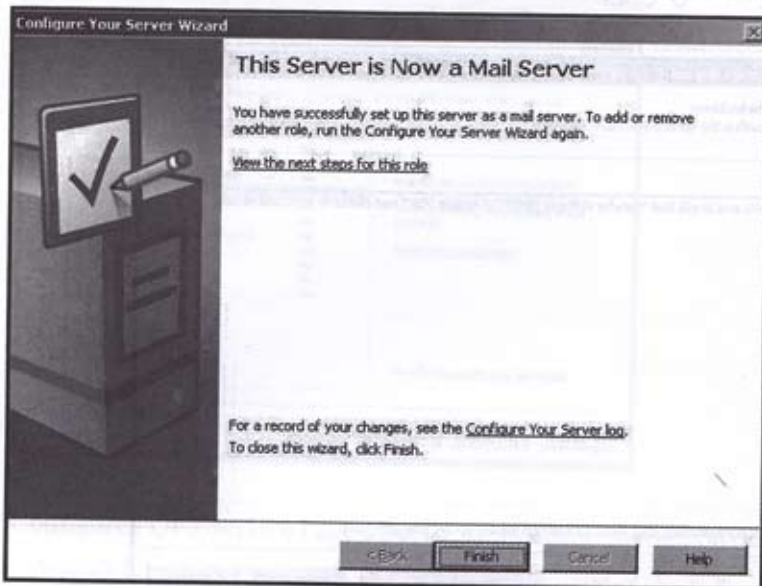 Configure Your Server Wizard
This Server is Now a Mail Server
You have successfully set up this server as a mail server. To add or remove
another role, run the Configure Your Server Wizard again.
View the next steps for this role
For a record of your changes, see the Configure Your Server log.
To close this wizard, click Finish.
< Back
Finish
Cancel
Help